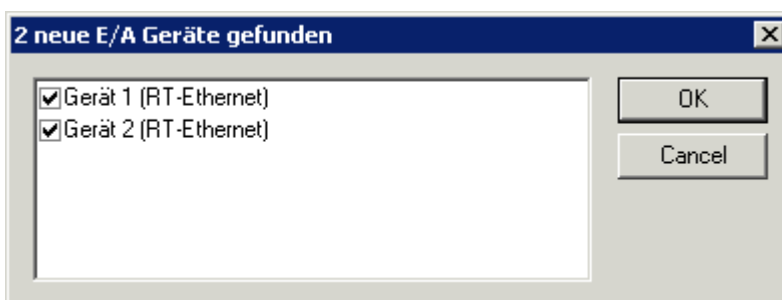 2 neue E/A Geräte gefunden
Gerät 1 (RT-Ethernet)
Gerät 2 (RT-Ethernet)
OK
Cancel